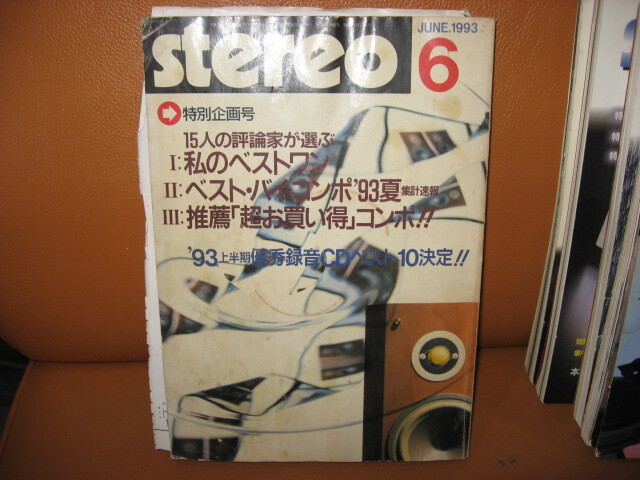 stereo
JUNE.1993
6
特別企画号
15人の評論家が選ぶ
I:私のベストワン
II:ベスト・バイコンポ'93夏集計速報
III:推薦「超お買い得」コンポ!!
'93上半期優秀録音CDベスト10決定!!